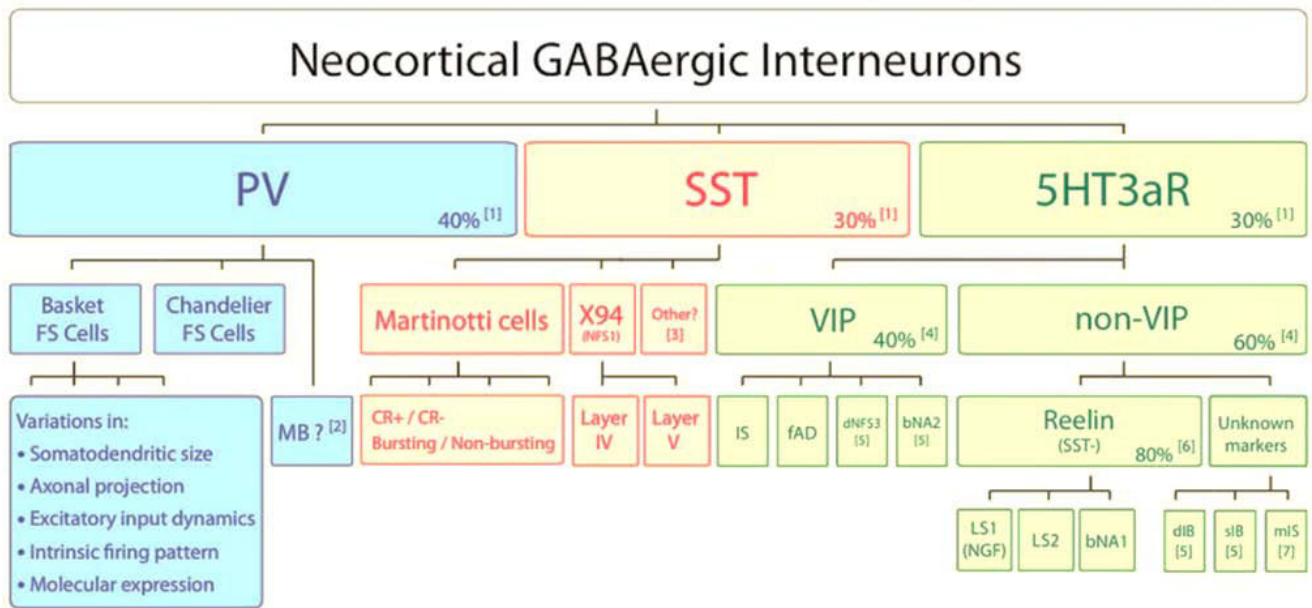 Neocortical GABAergic Interneurons
PV
40% [1]
SST
30% [1]
5HT3aR
30% [1]
Basket
FS Cells
Chandelier
FS Cells
Martinotti cells
X94
(NFS1)
Other?
[3]
VIP
40% [4]
non-VIP
60% [4]
Variations in:
• Somatodendritic size
• Axonal projection
• Excitatory input dynamics
• Intrinsic firing pattern
• Molecular expression
MB ? [2]
CR+ / CR-
Bursting / Non-bursting
Layer
IV
Layer
V
IS
fAD
dNFS3
[5]
bNA2
[5]
Reelin
(SST-)
80% [6]
Unknown
markers
LS1
(NGF)
LS2
bNA1
dIB
[5]
sIB
[5]
mIS
[7]